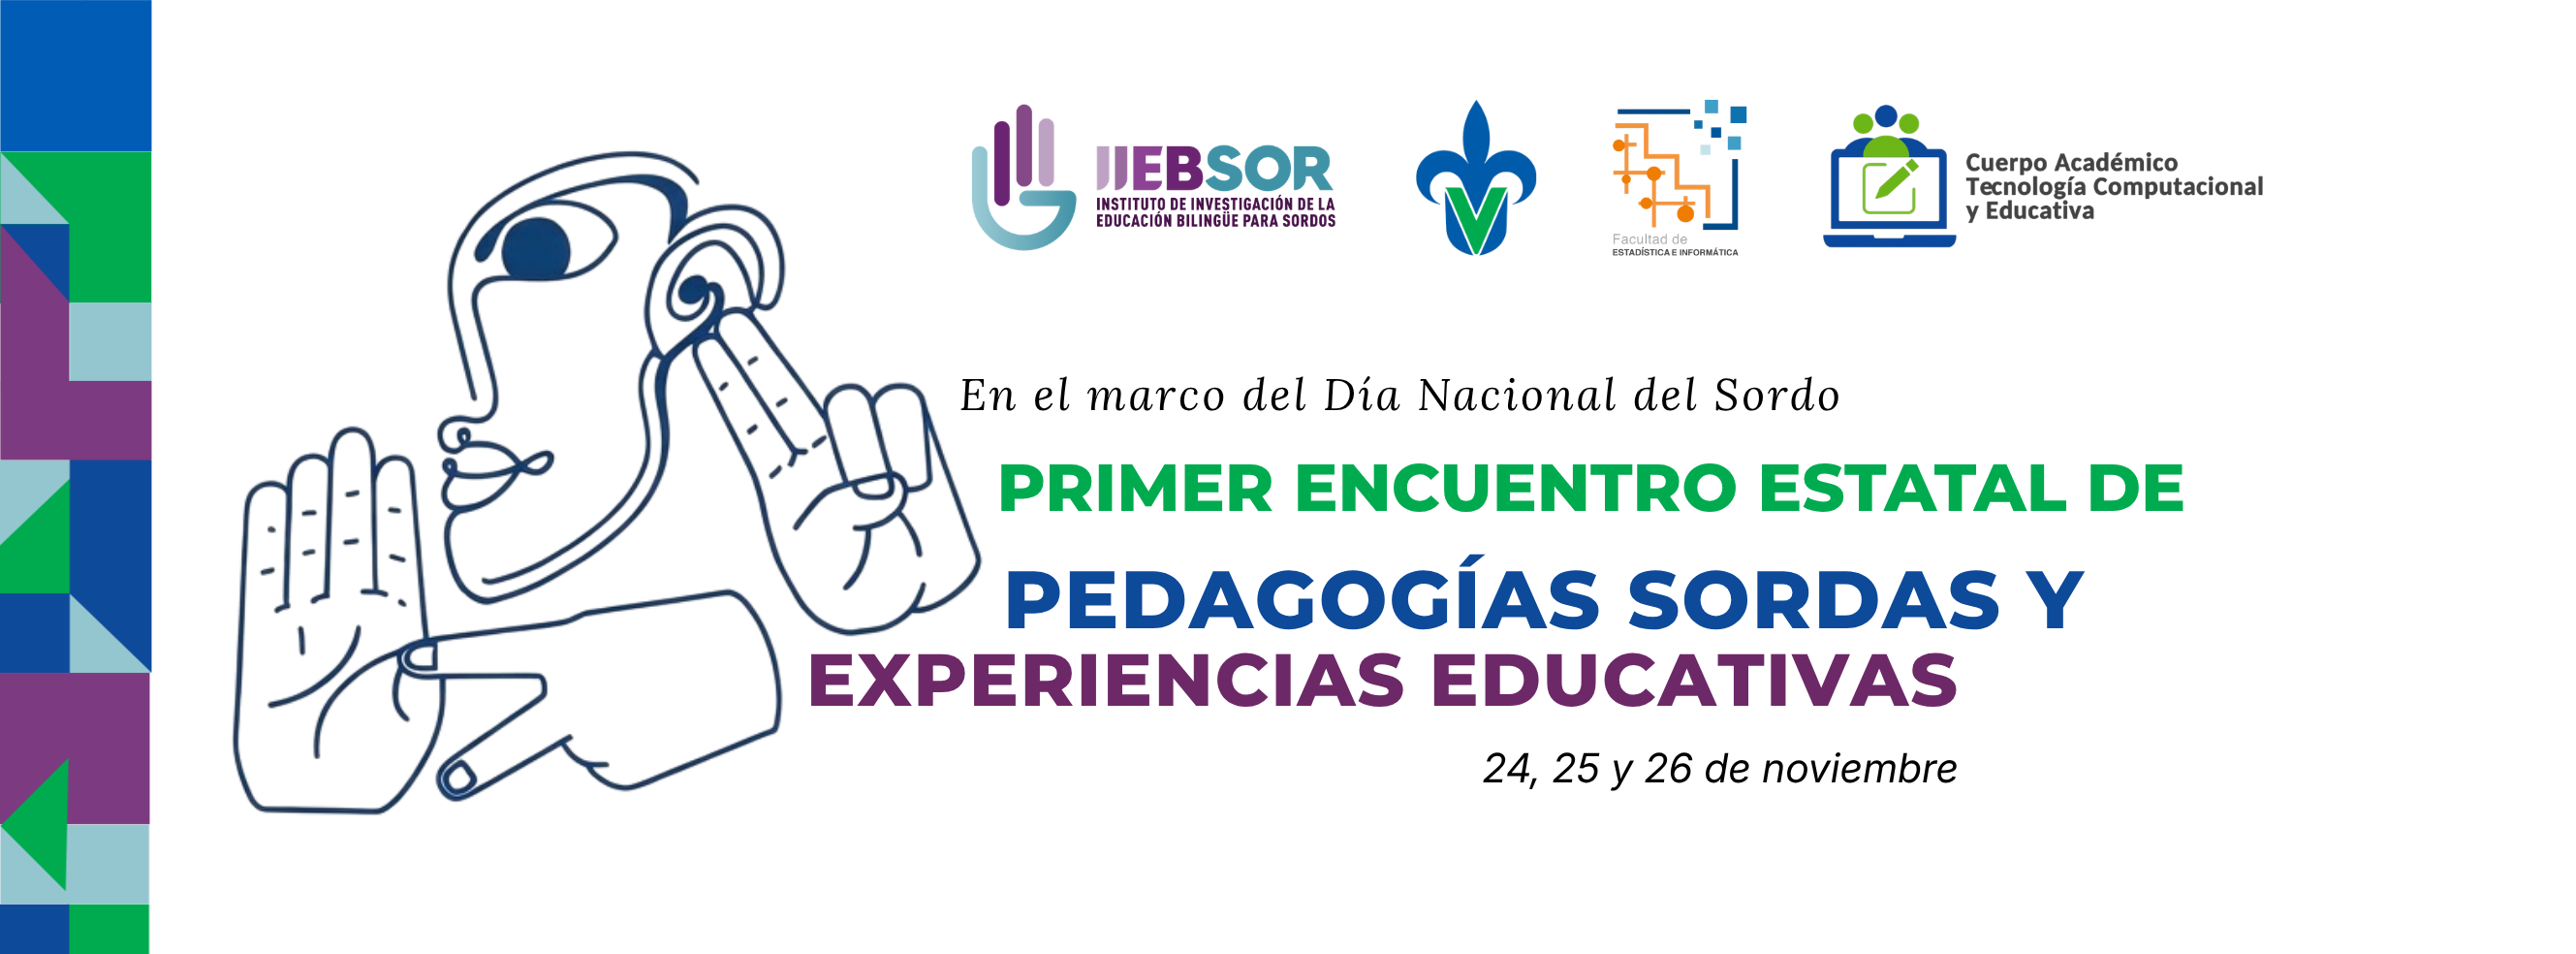 IIEBSOR
INSTITUTO DE INVESTIGACIÓN DE LA
EDUCACIÓN BILINGÜE PARA SORDOS
Facultad de
ESTADÍSTICA E INFORMÁTICA
Cuerpo Académico
Tecnología Computacional
y Educativa
En el marco del Día Nacional del Sordo
PRIMER ENCUENTRO ESTATAL DE
PEDAGOGÍAS SORDAS Y
EXPERIENCIAS EDUCATIVAS
24, 25 y 26 de noviembre